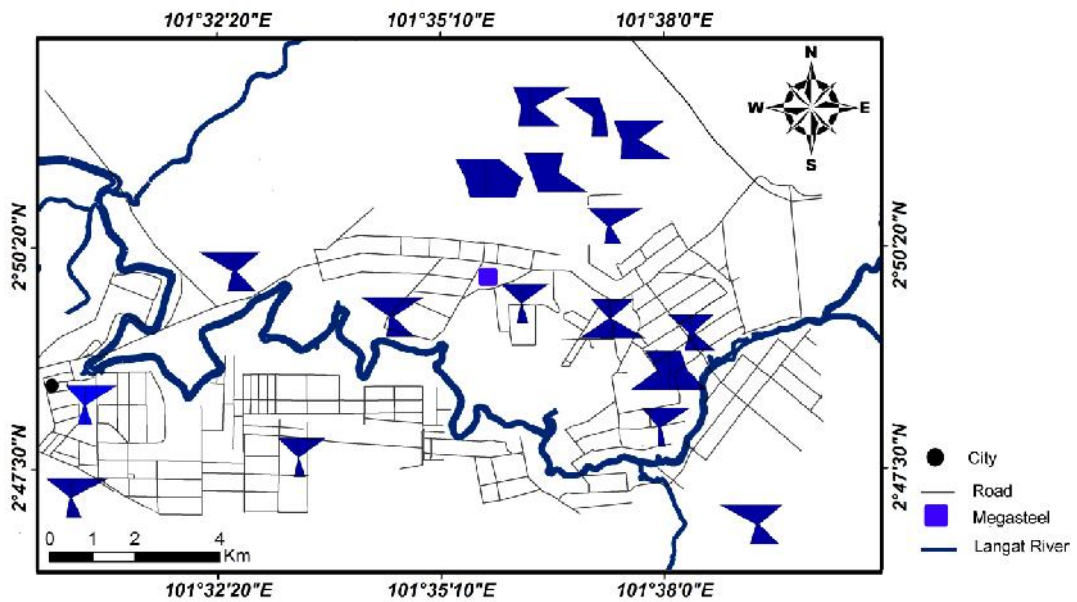 101°32'20"E 101°35'10"E 101°38'0"E
N
W E
S
2°50'20"N 2°50'20"N
2°47'30"N 2°47'30"N
City
Road
Megasteel
Langat River
0 1 2 4
Km
101°32'20"E 101°35'10"E 101°38'0"E